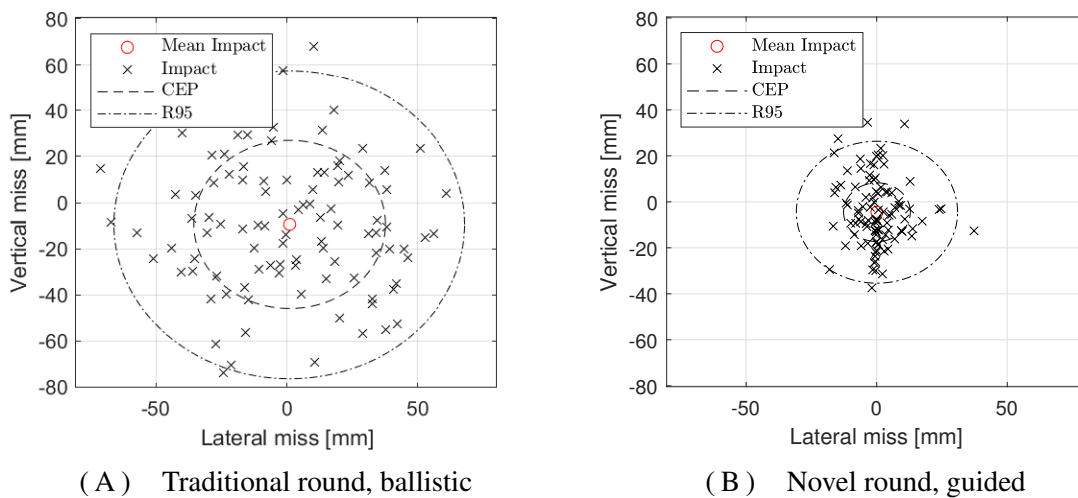 80
60
40
20
0
-20
-40
-60
-80
Vertical miss [mm]
Mean Impact
Impact
CEP
R95
-50
0
50
Lateral miss [mm]
( A ) Traditional round, ballistic
80
60
40
20
0
-20
-40
-60
-80
Vertical miss [mm]
Mean Impact
Impact
CEP
R95
-50
0
50
Lateral miss [mm]
( B ) Novel round, guided